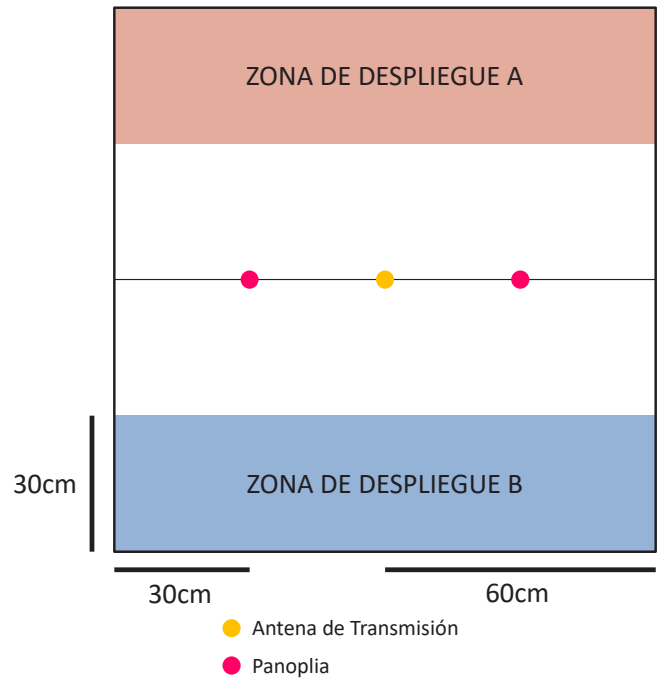 ZONA DE DESPLIEGUE A
30cm
ZONA DE DESPLIEGUE B
30cm
60cm
Antena de Transmisión
Panoplia